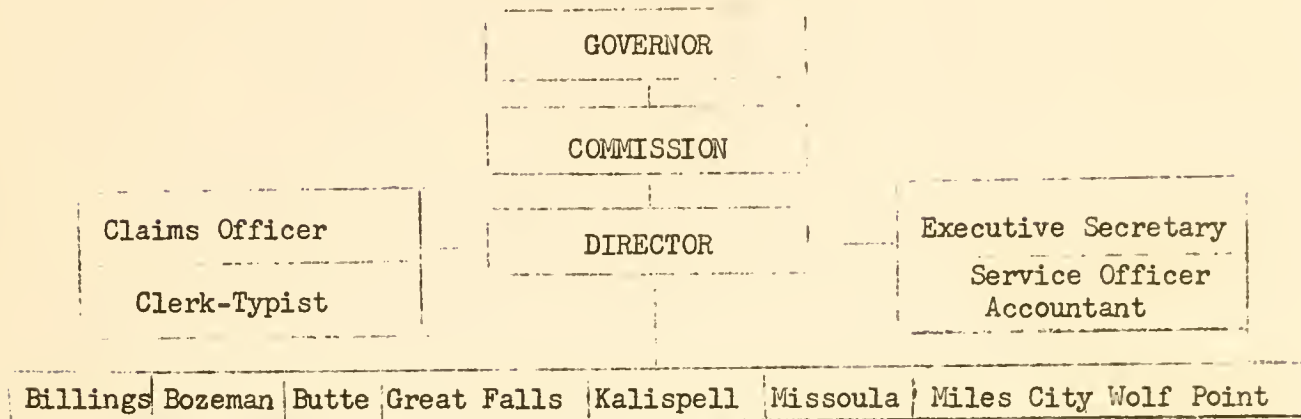 GOVERNOR
COMMISSION
DIRECTOR
Claims Officer
Clerk-Typist
Executive Secretary
Service Officer
Accountant
Billings Bozeman Butte Great Falls Kalispell Missoula Miles City Wolf Point